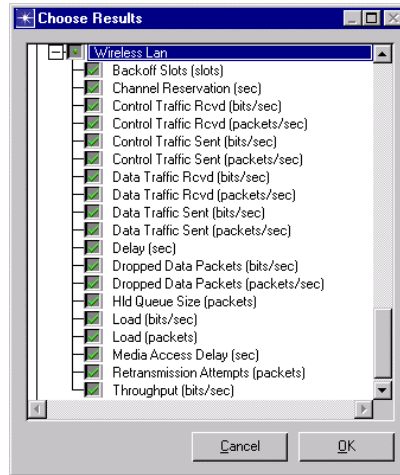 Choose Results
Wireless Lan
Backoff Slots (slots)
Channel Reservation (sec)
Control Traffic Rcvd (bits/sec)
Control Traffic Rcvd (packets/sec)
Control Traffic Sent (bits/sec)
Control Traffic Sent (packets/sec)
Data Traffic Rcvd (bits/sec)
Data Traffic Rcvd (packets/sec)
Data Traffic Sent (bits/sec)
Data Traffic Sent (packets/sec)
Delay (sec)
Dropped Data Packets (bits/sec)
Dropped Data Packets (packets/sec)
Hld Queue Size (packets)
Load (bits/sec)
Load (packets)
Media Access Delay (sec)
Retransmission Attempts (packets)
Throughput (bits/sec)
Cancel OK